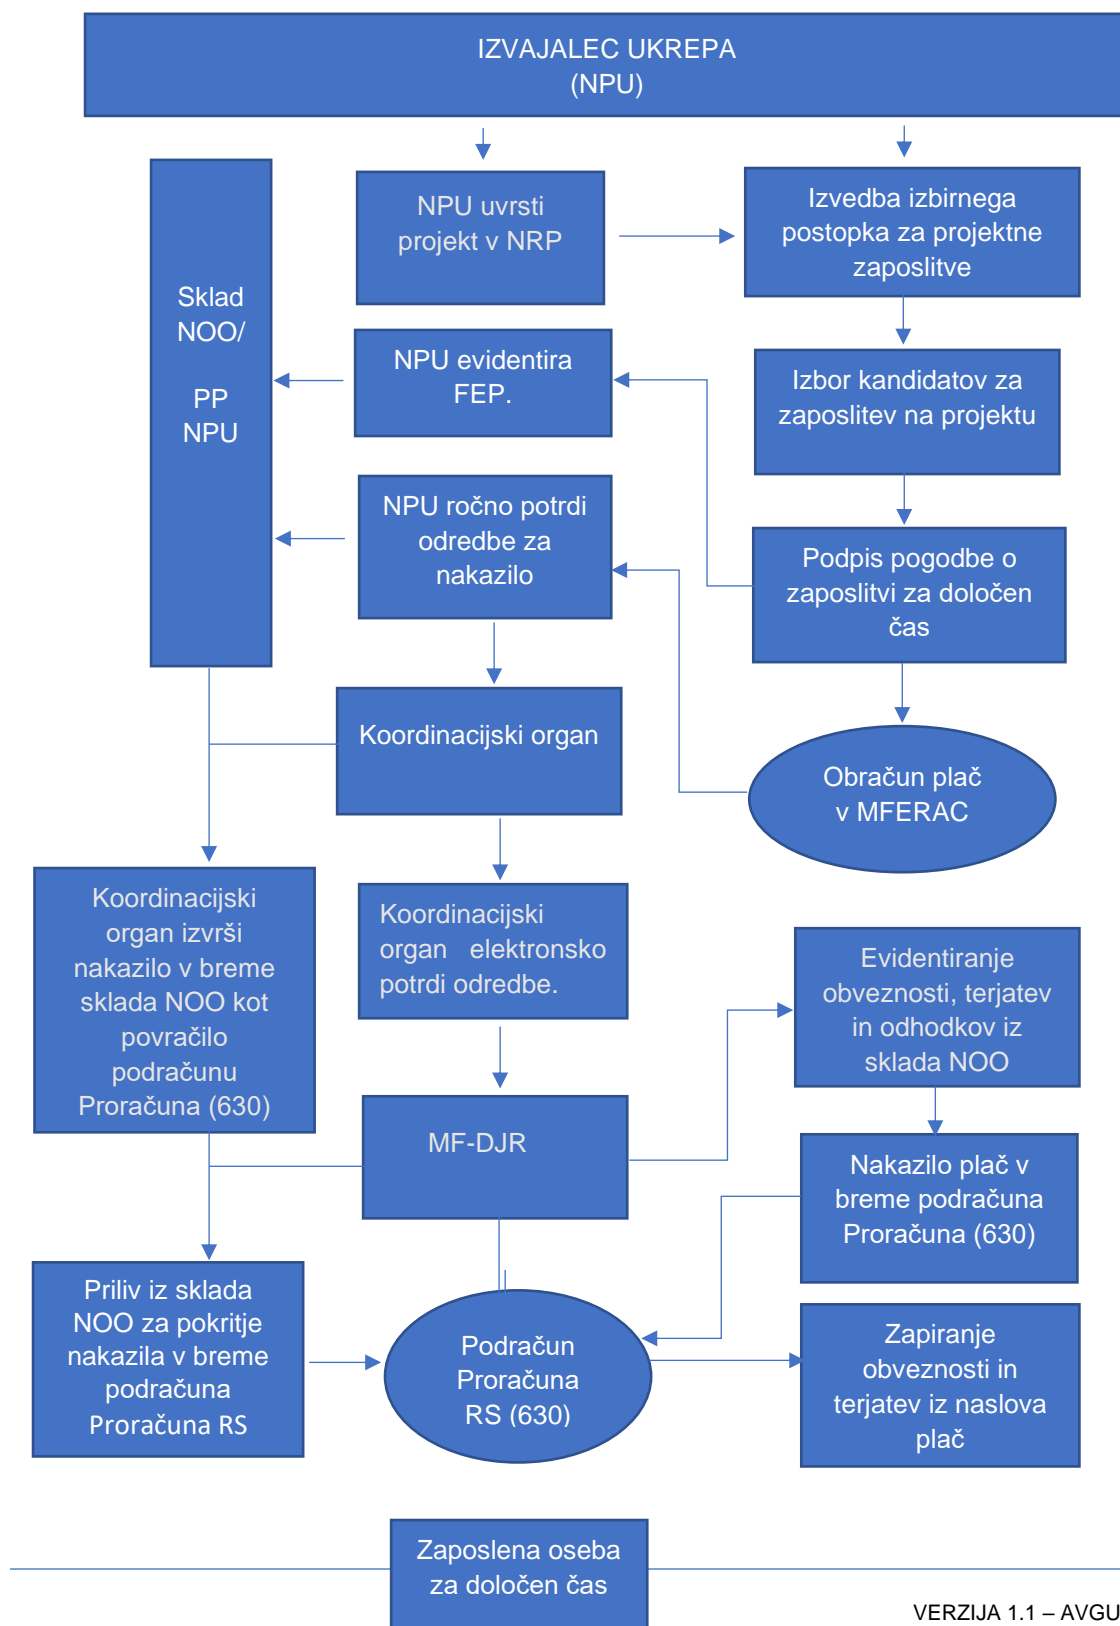 IZVAJALEC UKREPA
(NPU)
NPU uvrsti
projekt v NRP
Izvedba izbirnega
postopka za projektne
zaposlitve
Sklad
NOO/
PP
NPU
NPU evidentira
FEP.
Izbor kandidatov za
zaposlitev na projektu
NPU ročno potrdi
odredbe za
nakazilo
Podpis pogodbe o
zaposlitvi za določen
čas
Koordinacijski organ
Obračun plač
v MFERAC
Koordinacijski
organ izvrši
nakazilo v breme
sklada NOO kot
povračilo
podračunu
Proračuna (630)
Koordinacijski
organ elektronsko
potrdi odredbe.
Evidentiranje
obveznosti, terjatev
in odhodkov iz
sklada NOO
MF-DJR
Nakazilo plač v
breme podračuna
Proračuna (630)
Priliv iz sklada
NOO za pokritje
nakazila v breme
podračuna
Proračuna RS
Podračun
Proračuna
RS (630)
Zapiranje
obveznosti in
terjatev iz naslova
plač
Zaposlena oseba
za določen čas
VERZIJA 1.1 – AVGU